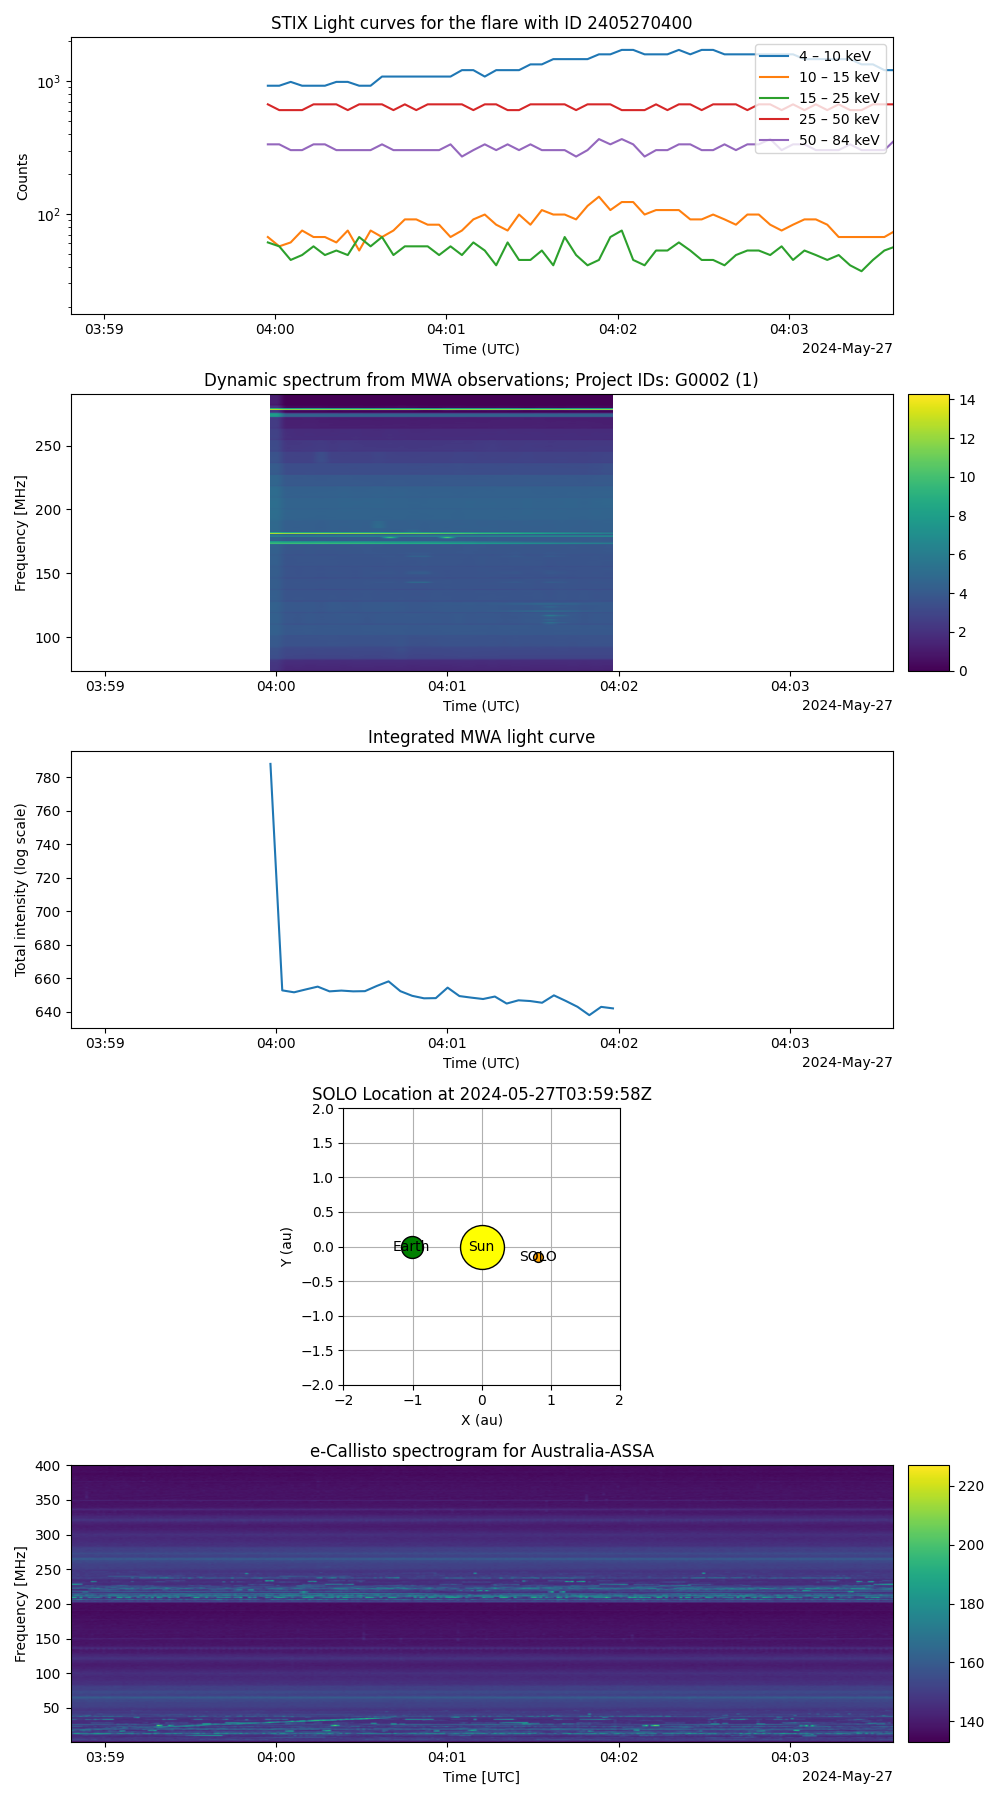 STIX Light curves for the flare with ID 2405270400
10³
10²
Counts
4 – 10 keV
10 – 15 keV
15 – 25 keV
25 – 50 keV
50 – 84 keV
03:59 04:00 04:01 04:02 04:03
Time (UTC)
2024-May-27
Dynamic spectrum from MWA observations; Project IDs: G0002 (1)
250
200
150
100
Frequency [MHz]
14
12
10
8
6
4
2
0
03:59 04:00 04:01 04:02 04:03
Time (UTC)
2024-May-27
Integrated MWA light curve
780
760
740
720
700
680
660
640
Total intensity (log scale)
03:59 04:00 04:01 04:02 04:03
Time (UTC)
2024-May-27
SOLO Location at 2024-05-27T03:59:58Z
2.0
1.5
1.0
0.5
0.0
−0.5
−1.0
−1.5
−2.0
Y (au)
Earth
Sun
SOLO
−2 −1 0 1 2
X (au)
e-Callisto spectrogram for Australia-ASSA
400
350
300
250
200
150
100
50
Frequency [MHz]
220
200
180
160
140
03:59 04:00 04:01 04:02 04:03
Time [UTC]
2024-May-27